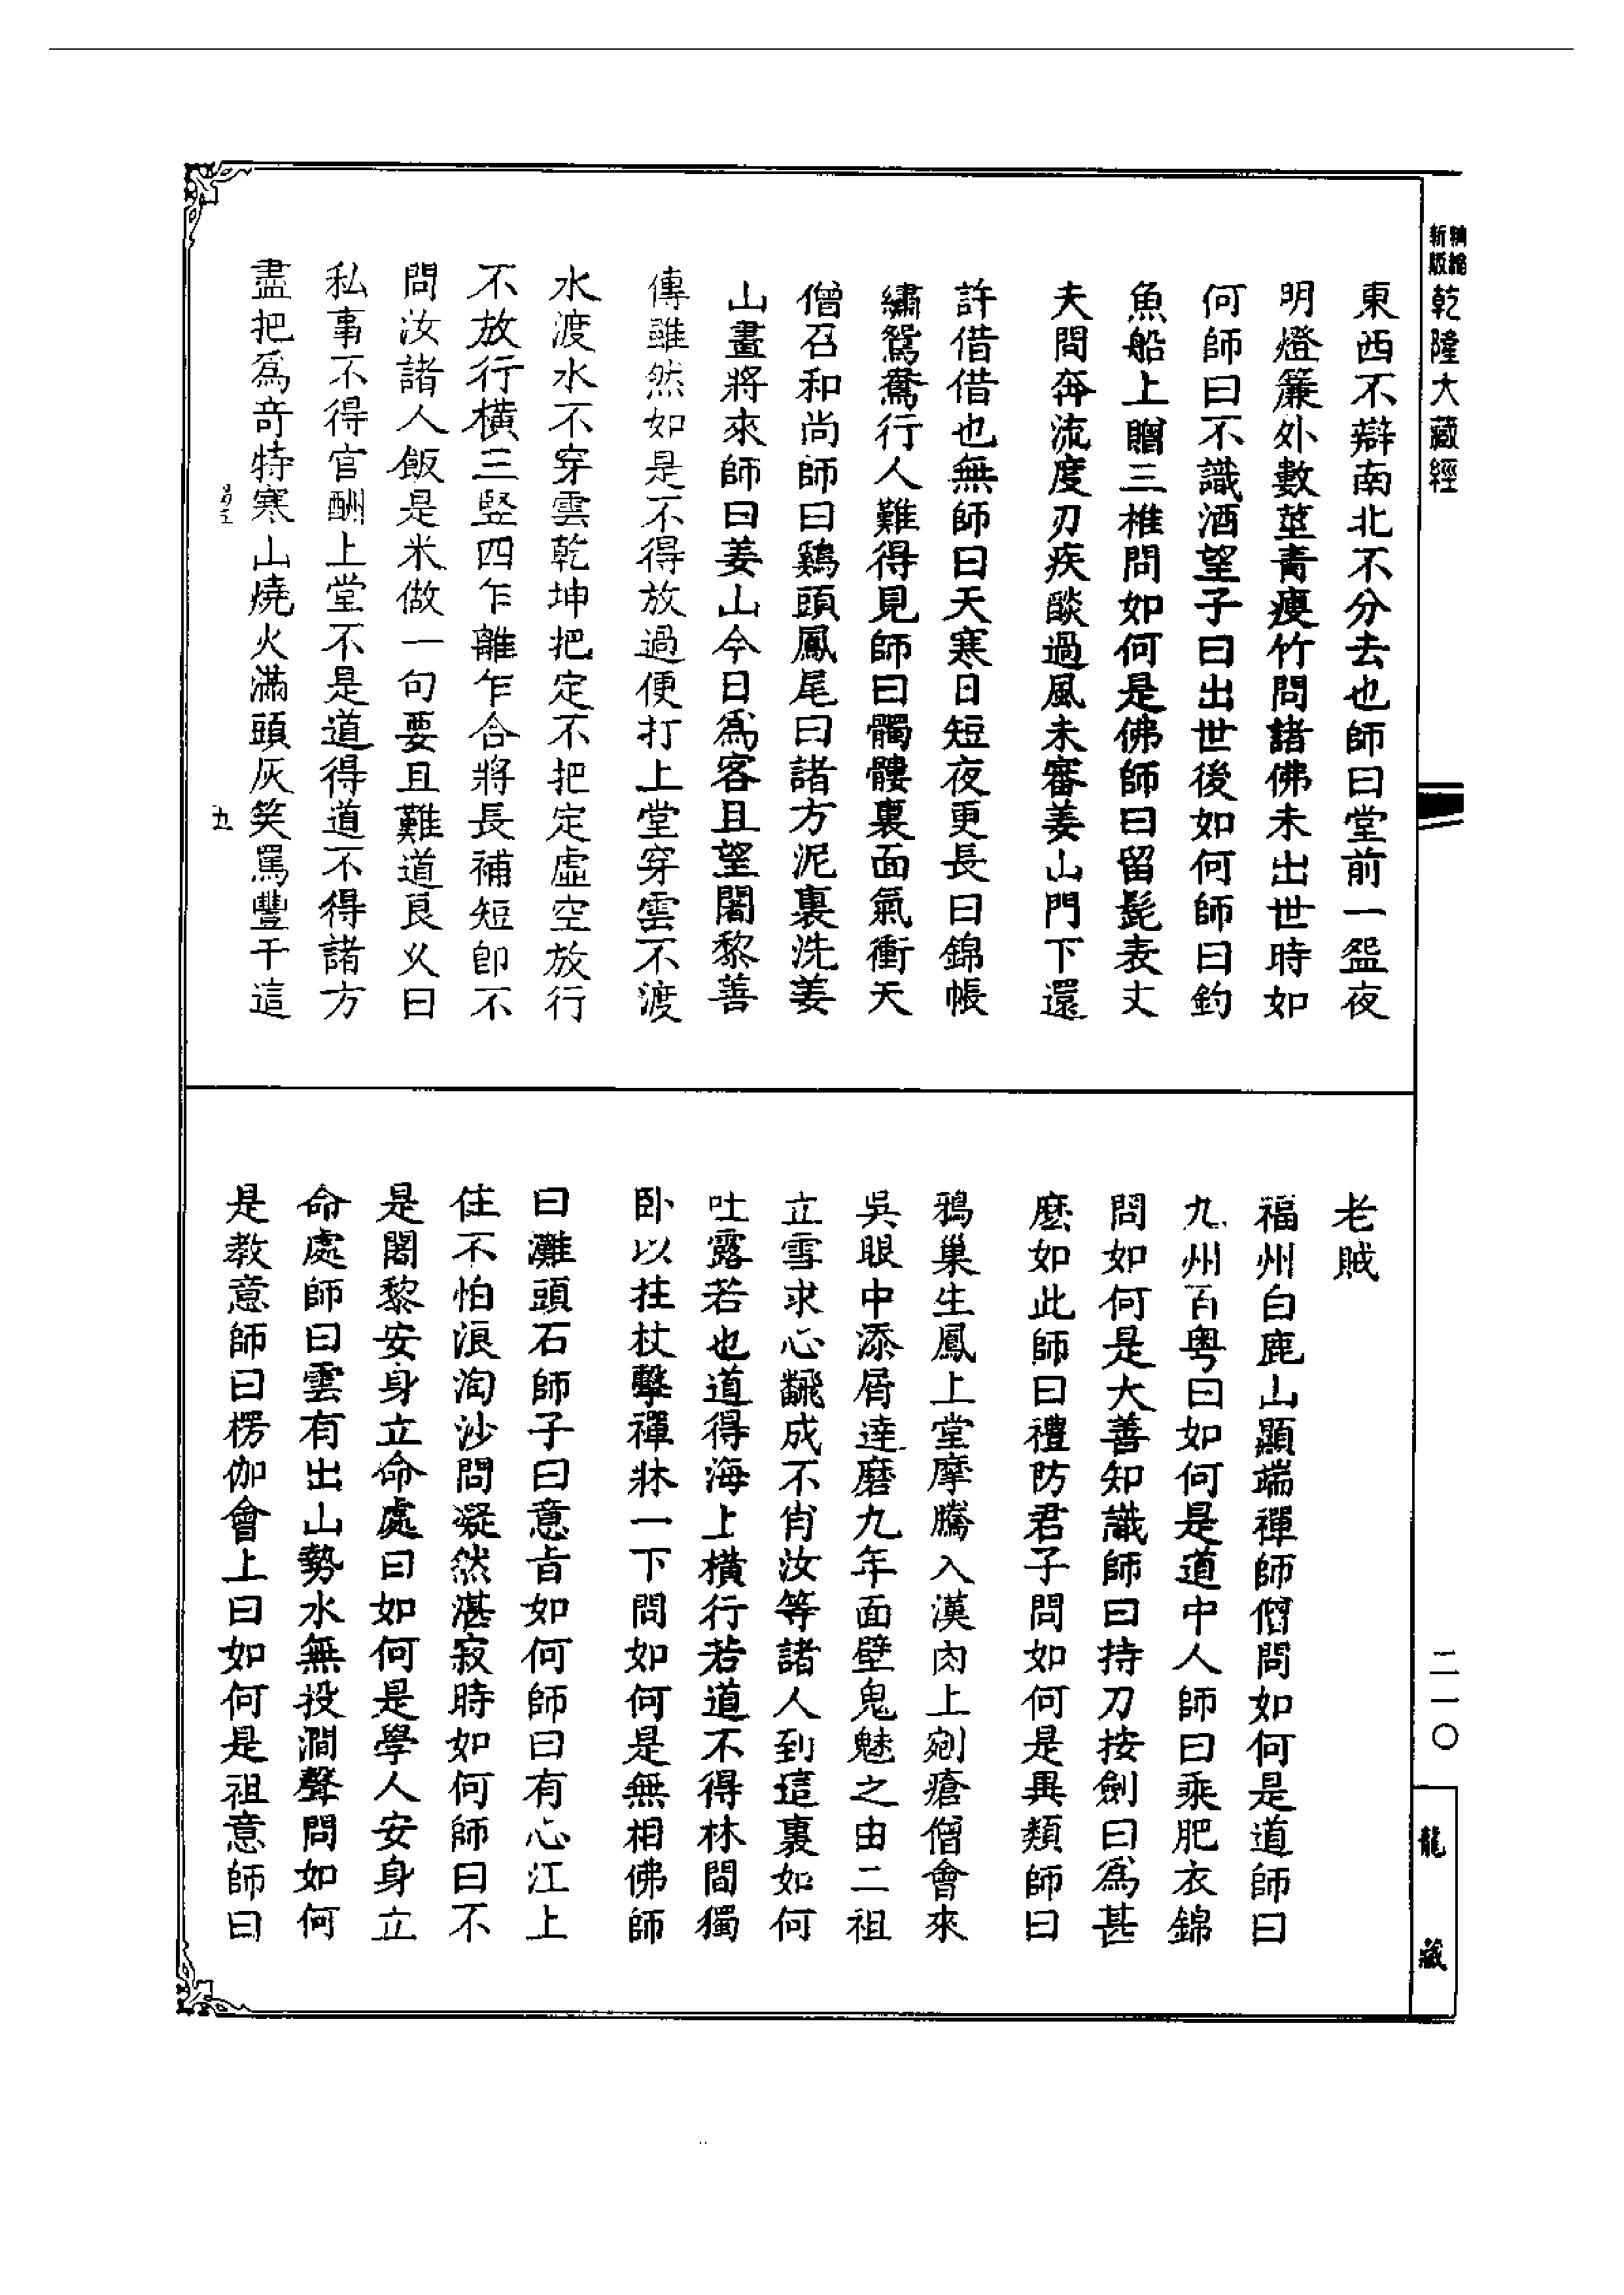 精縮
新版
乾隆大藏經
東西不辯南北不分去也師曰堂前一盌夜
明燈簾外數莖青瘦竹問諸佛未出世時如
何師曰不識酒望子曰出世後如何師曰釣
魚船上贈三椎問如何是佛師曰留髭表丈
夫問奔流度刃疾𦦨過風未審姜山門下還
許借借也無師曰天寒日短夜更長曰錦帳
繡鴛鴦行人難得見師曰髑髏裏面氣衝天
僧召和尚師曰鷄頭鳳尾曰諸方泥裏洗姜
山畫將來師曰姜山今日為客且望闍黎善
傳雖然如是不得放過便打上堂穿雲不渡
水渡水不穿雲乾坤把定不把定虛空放行
不放行橫三竪四乍離乍合將長補短卽不
問汝諸人飯是米做一句要且難道良乆曰
私事不得官酬上堂不是道得道不得諸方
盡把爲竒特寒山燒火滿頭灰笑罵豐干這
九
老賊
福州白鹿山顯端禪師僧問如何是道師曰
九州百粤曰如何是道中人師曰乘肥衣錦
問如何是大善知識師曰持刀按劍曰爲甚
麽如此師曰禮防君子問如何是異類師曰
鴉巢生鳳上堂摩騰入漢肉上剜瘡僧會來
吳眼中添屑達磨九年面壁鬼魅之由二祖
立雪求心飜成不肖汝等諸人到這裏如何
吐露若也道得海上橫行若道不得林間獨
卧以拄杖擊禪牀一下問如何是無相佛師
曰灘頭石師子曰意旨如何師曰有心江上
住不怕浪淘沙問凝然湛寂時如何師曰不
是闍黎安身立命處曰如何是學人安身立
命處師曰雲有出山勢水無投澗聲問如何
是教意師曰楞伽會上曰如何是祖意師曰
二一〇
龍藏